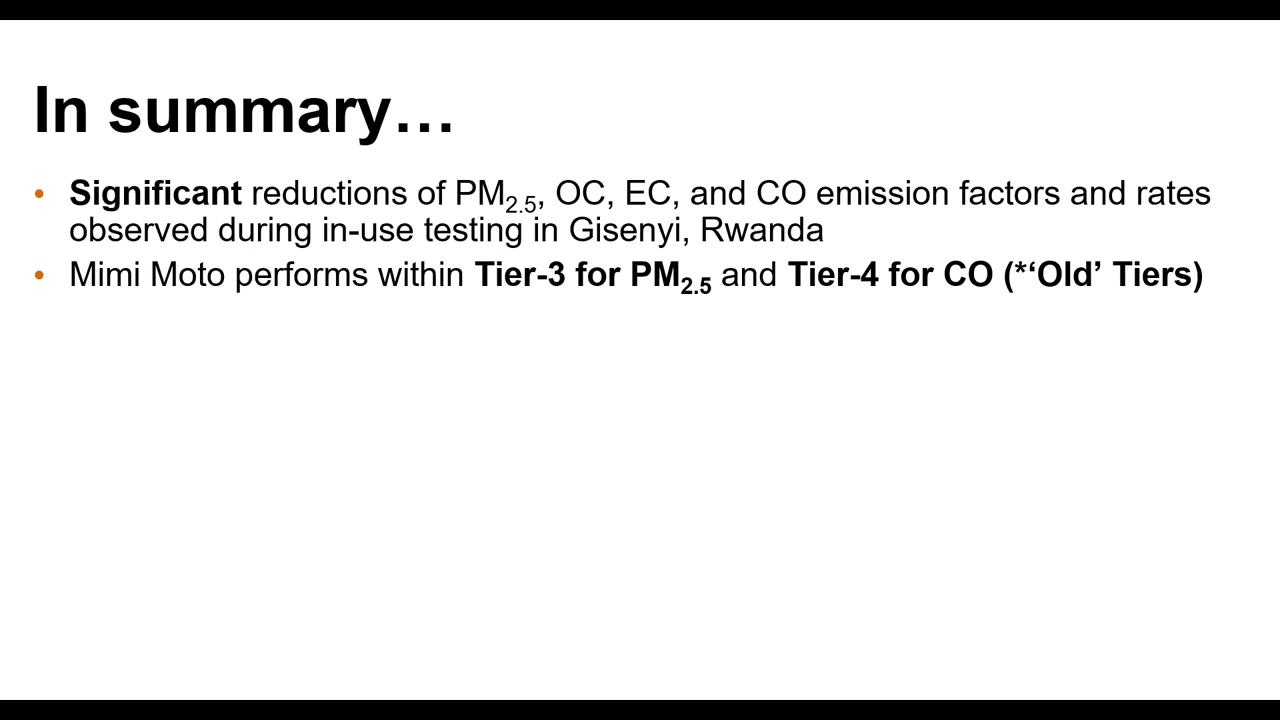 In summary…
• Significant reductions of PM2.5, OC, EC, and CO emission factors and rates
observed during in-use testing in Gisenyi, Rwanda
• Mimi Moto performs within Tier-3 for PM2.5 and Tier-4 for CO (*‘Old’ Tiers)